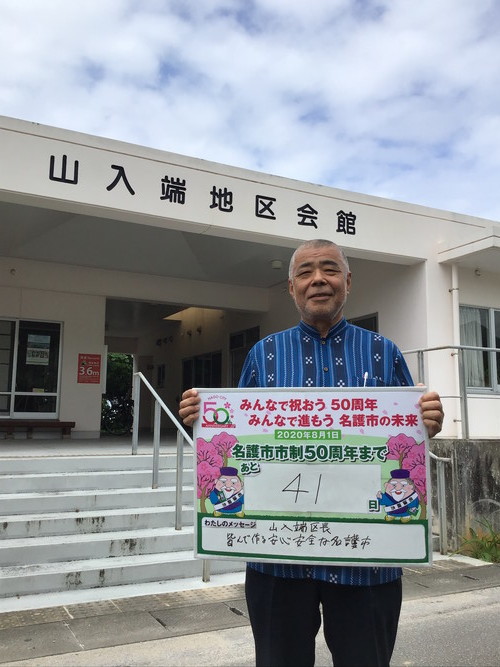 山入端地区会館
3.6m
NAGO CITY
50
みんなで祝おう 50周年
みんなで進もう 名護市の未来
2020年8月1日
名護市市制50周年まで
あと
41
日
わたしのメッセージ
山入端区長
皆んで作る安心安全な名護市